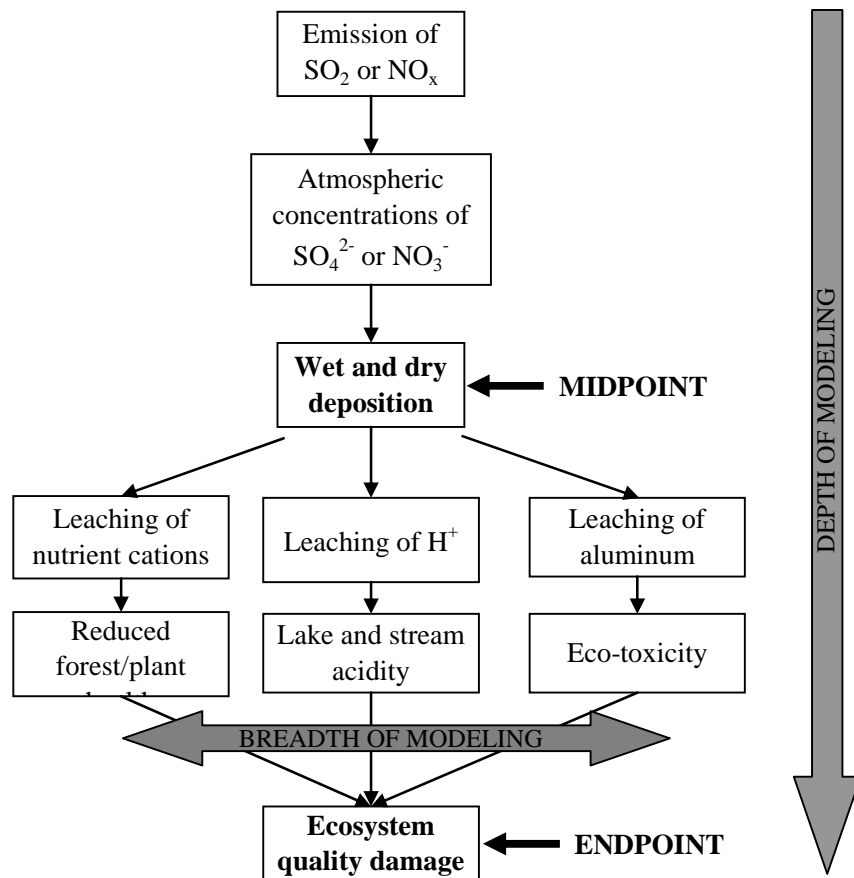 Emission of
SO₂ or NOₓ
Atmospheric
concentrations of
SO₄²⁻ or NO₃⁻
Wet and dry
deposition
MIDPOINT
Leaching of
nutrient cations
Leaching of H⁺
Leaching of
aluminum
Reduced
forest/plant
Lake and stream
acidity
Eco-toxicity
BREADTH OF MODELING
Ecosystem
quality damage
ENDPOINT
DEPTH OF MODELING